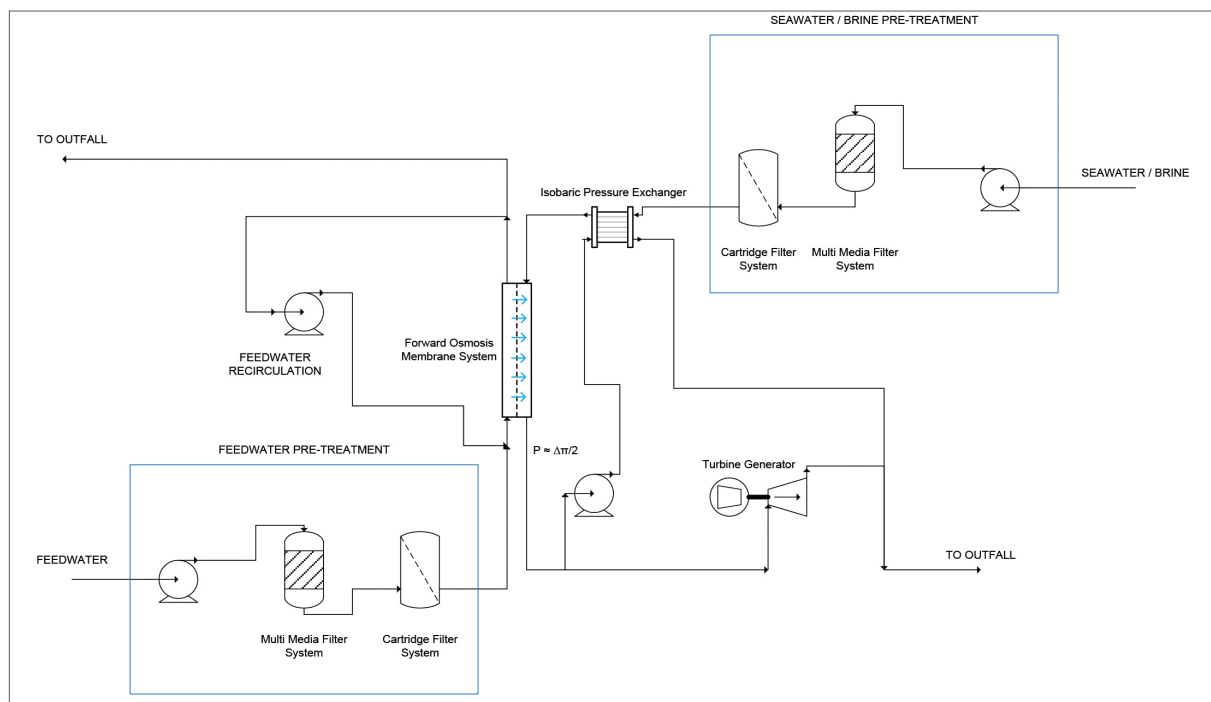 SEAWATER / BRINE PRE-TREATMENT
TO OUTFALL
SEAWATER / BRINE
Isobaric Pressure Exchanger
Cartridge Filter
System
Multi Media Filter
System
Forward Osmosis
Membrane System
FEEDWATER
RECIRCULATION
FEEDWATER PRE-TREATMENT
P ≈ Δπ/2
Turbine Generator
FEEDWATER
TO OUTFALL
Multi Media Filter
System
Cartridge Filter
System